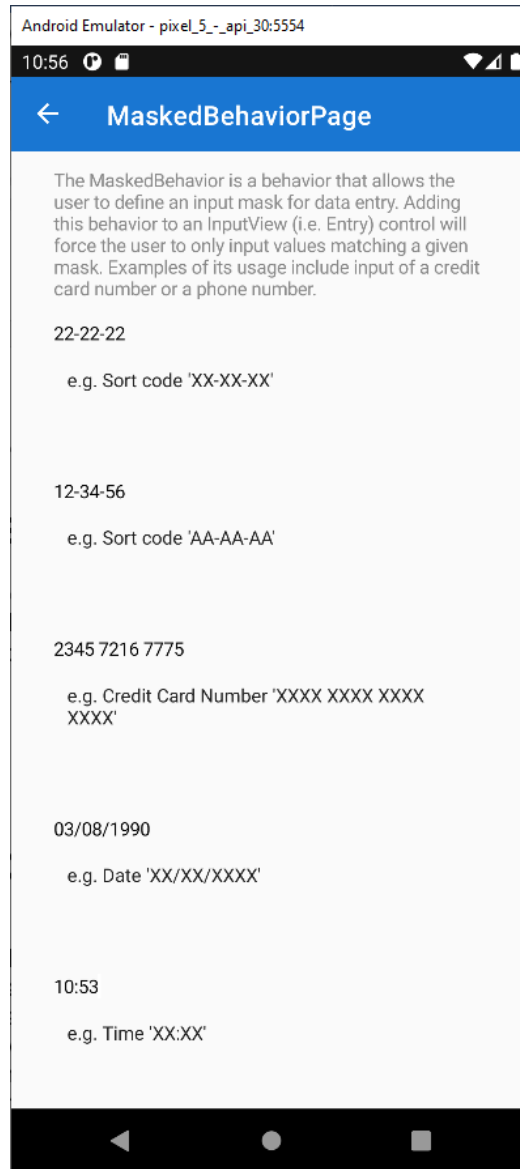 Android Emulator - pixel_5_-_api_30:5554
10:56
MaskedBehaviorPage
The MaskedBehavior is a behavior that allows the
user to define an input mask for data entry. Adding
this behavior to an InputView (i.e. Entry) control will
force the user to only input values matching a given
mask. Examples of its usage include input of a credit
card number or a phone number.
22-22-22
e.g. Sort code 'XX-XX-XX'
12-34-56
e.g. Sort code 'AA-AA-AA'
2345 7216 7775
e.g. Credit Card Number 'XXXX XXXX XXXX
XXXX'
03/08/1990
e.g. Date 'XX/XX/XXXX'
10:53
e.g. Time 'XX:XX'